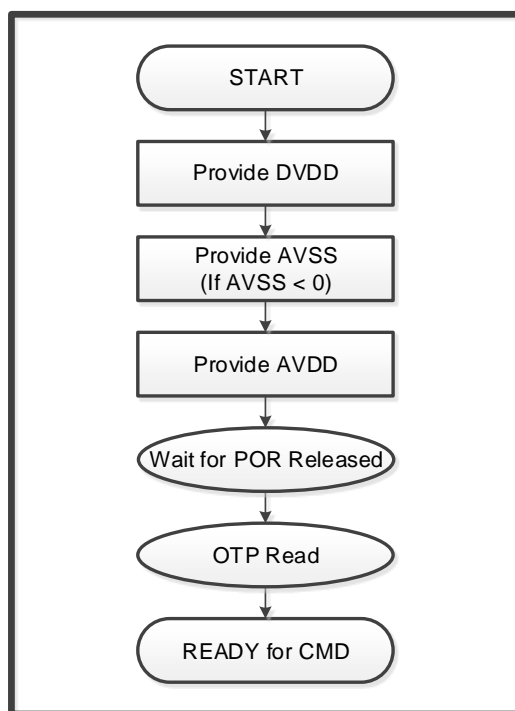 START
Provide DVDD
Provide AVSS
(If AVSS < 0)
Provide AVDD
Wait for POR Released
OTP Read
READY for CMD